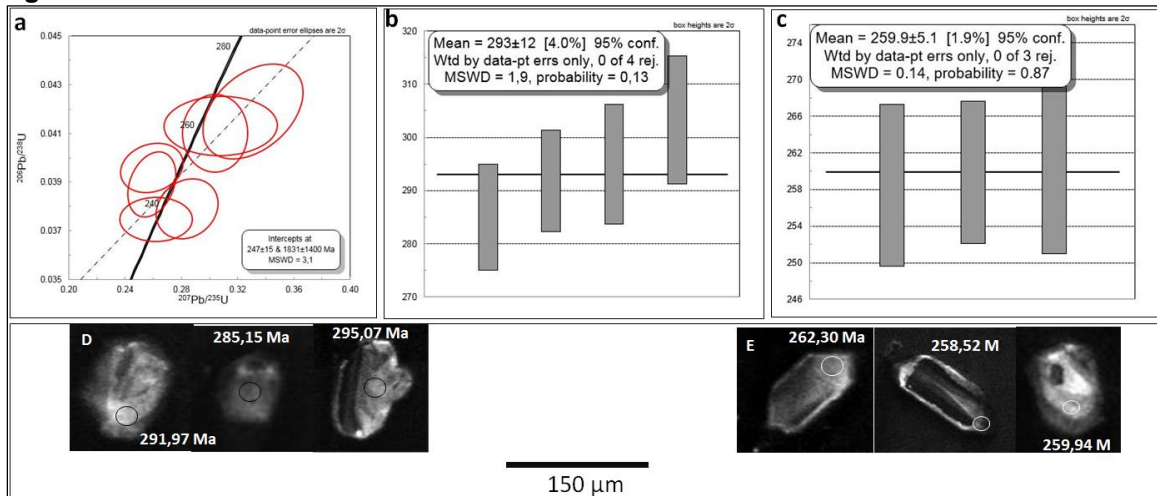 a
data-point error ellipses are 2σ
0.045
0.043
0.041
0.039
0.037
0.035
206Pb/238U
280
260
240
Intercepts at
247±15 & 1831±1400 Ma
MSWD = 3,1
0.20
0.24
0.28
0.32
0.36
0.40
207Pb/235U
b
box heights are 2σ
Mean = 293±12 [4.0%] 95% conf.
Wtd by data-pt errs only, 0 of 4 rej.
MSWD = 1,9, probability = 0,13
320
310
300
290
280
270
c
box heights are 2σ
Mean = 259.9±5.1 [1.9%] 95% conf.
Wtd by data-pt errs only, 0 of 3 rej.
MSWD = 0.14, probability = 0.87
274
270
266
262
258
254
250
246
D
285,15 Ma
295,07 Ma
291,97 Ma
E
262,30 Ma
258,52 M
259,94 M
150 µm